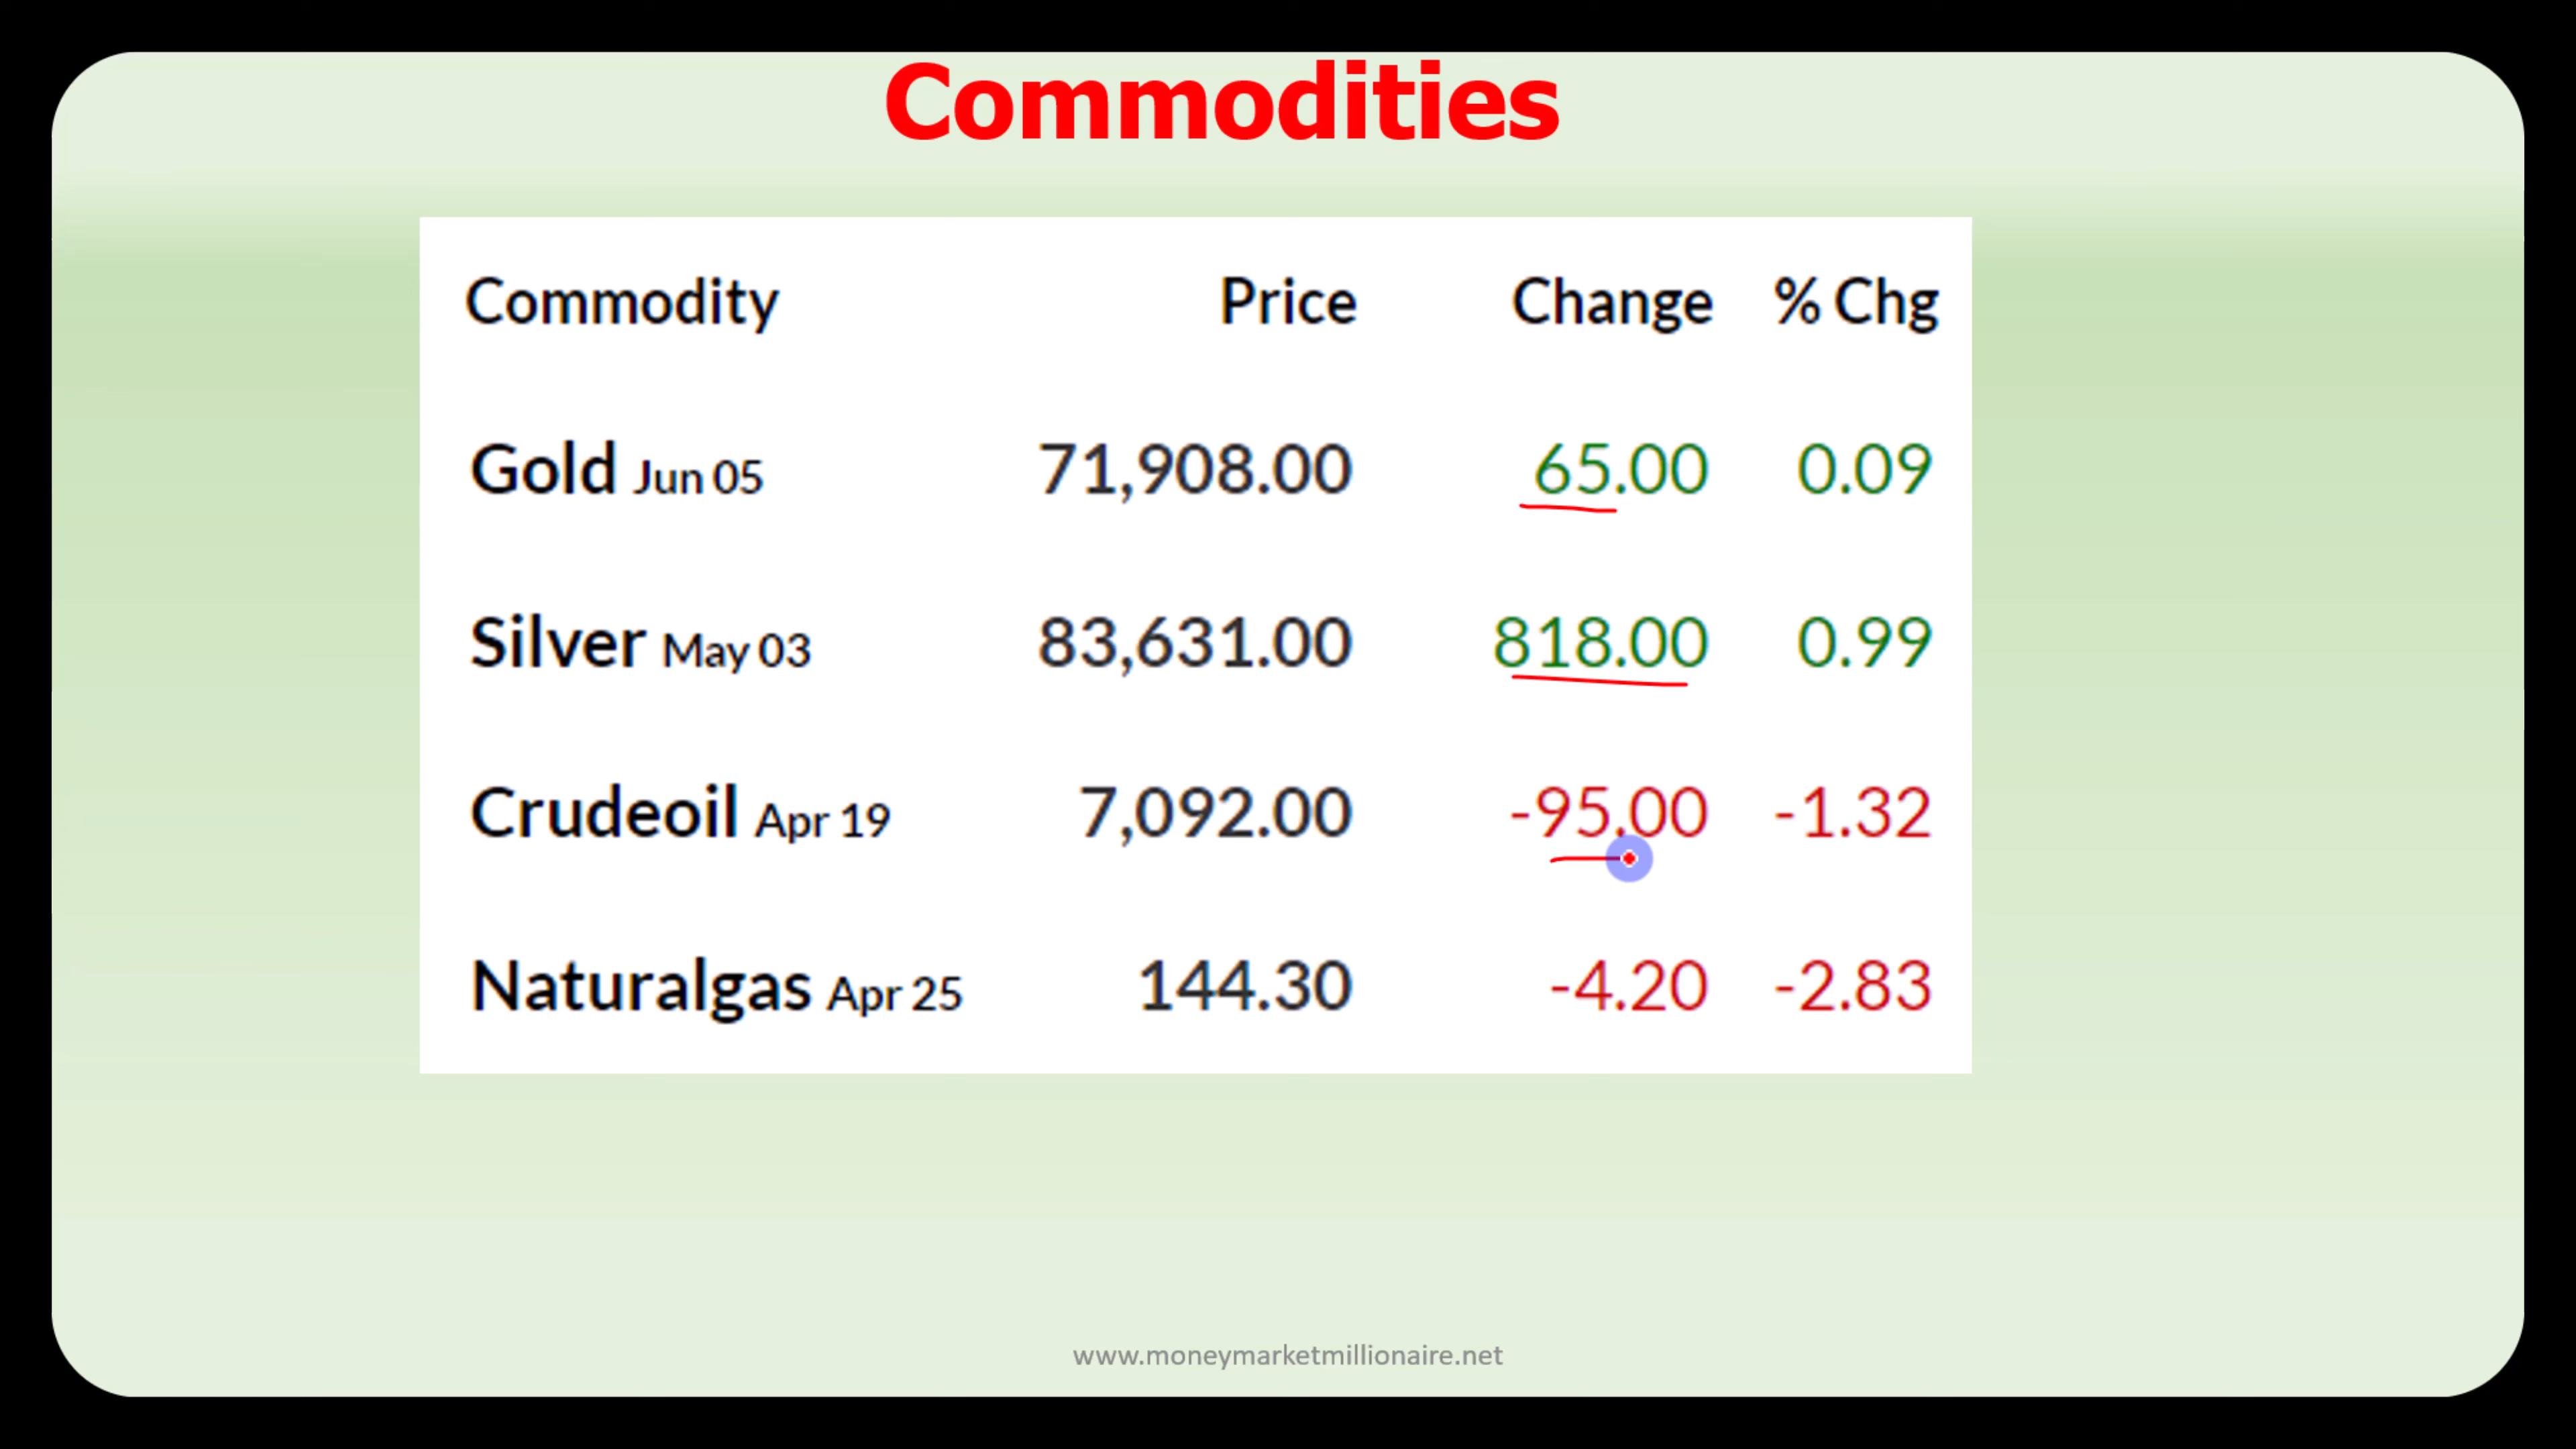 Commodities
Commodity Price Change % Chg
Gold Jun 05 71,908.00 65.00 0.09
Silver May 03 83,631.00 818.00 0.99
Crudeoil Apr 19 7,092.00 -95.00 -1.32
Naturalgas Apr 25 144.30 -4.20 -2.83
www.moneymarketmillionaire.net